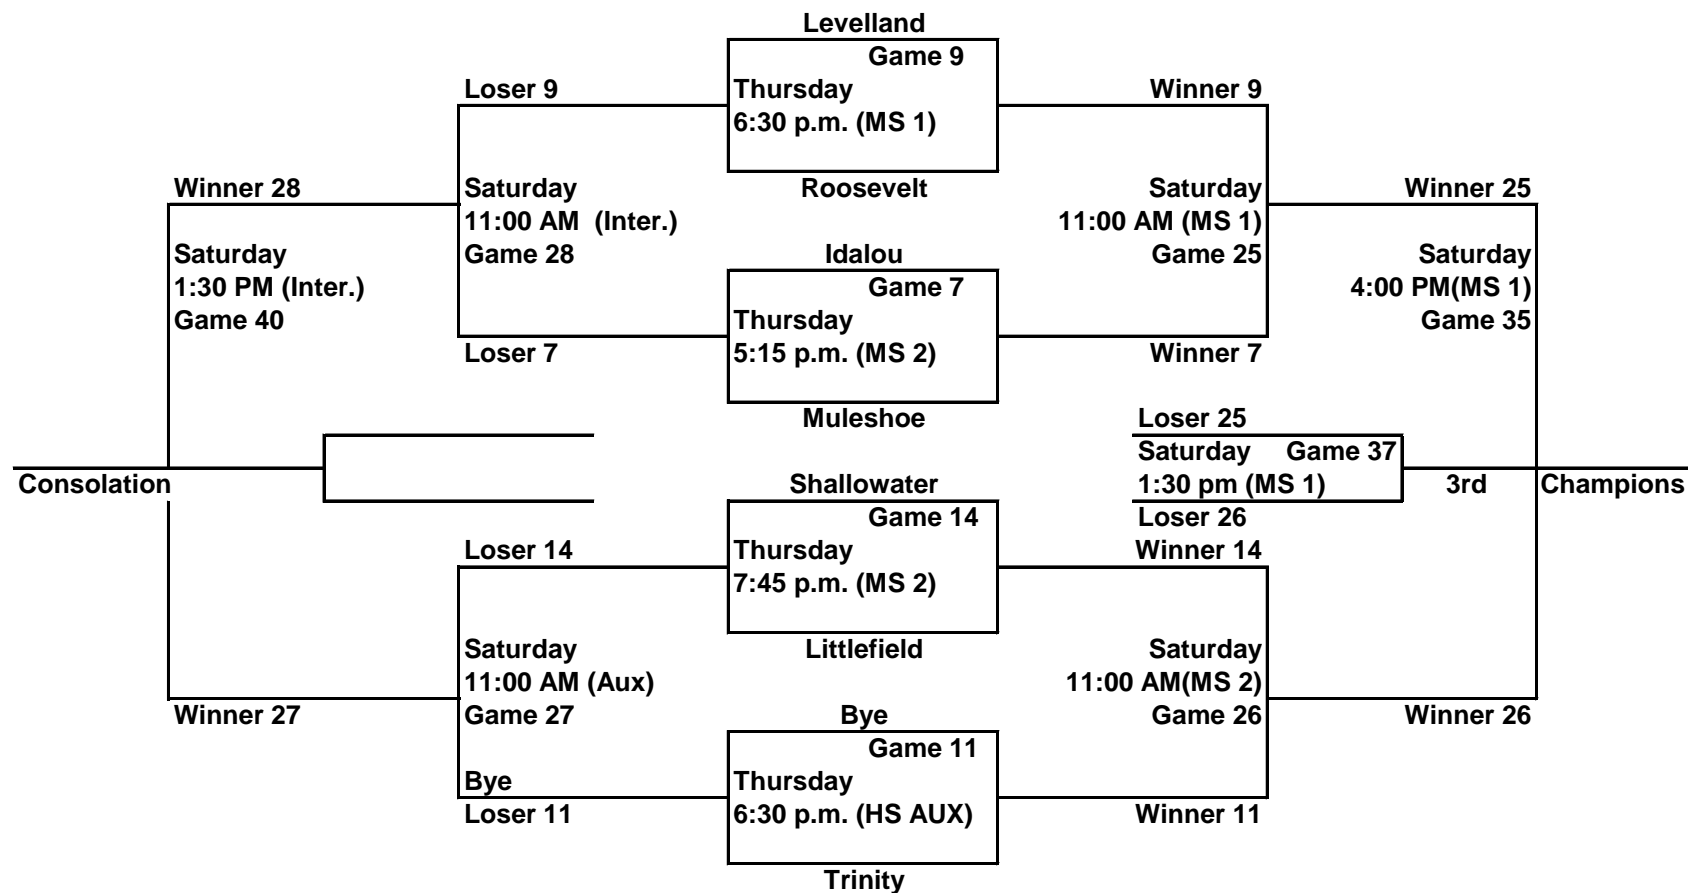 Levelland
Game 9
Loser 9 Thursday Winner 9
6:30 p.m. (MS 1)
Winner 28 Saturday Roosevelt Saturday Winner 25
11:00 AM (Inter.) 11:00 AM (MS 1)
Saturday Game 28 Idalou Game 25 Saturday
1:30 PM (Inter.) Game 7 4:00 PM(MS 1)
Game 40 Thursday Game 35
Loser 7 5:15 p.m. (MS 2) Winner 7
Muleshoe Loser 25
Saturday Game 37
Consolation Shallowater 1:30 pm (MS 1) 3rd Champions
Game 14 Loser 26
Loser 14 Thursday Winner 14
7:45 p.m. (MS 2)
Saturday Littlefield Saturday
11:00 AM (Aux) 11:00 AM(MS 2)
Winner 27 Game 27 Bye Game 26 Winner 26
Game 11
Bye Thursday
Loser 11 6:30 p.m. (HS AUX) Winner 11
Trinity